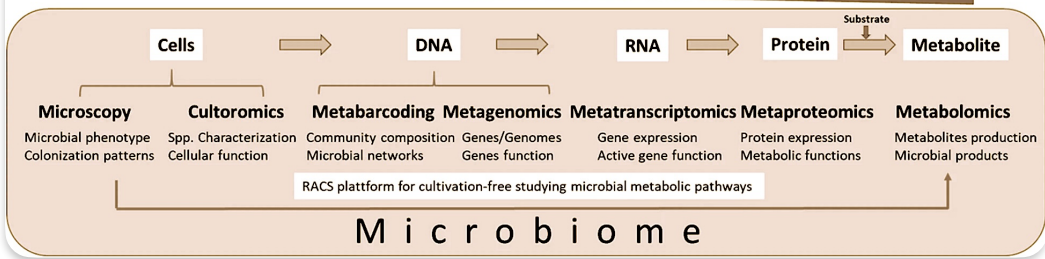 Substrate
Cells DNA RNA Protein Metabolite
Microscopy Cultoromics Metabarcoding Metagenomics Metatranscriptomics Metaproteomics Metabolomics
Microbial phenotype Spp. Characterization Community composition Genes/Genomes Gene expression Protein expression Metabolites production
Colonization patterns Cellular function Microbial networks Genes function Active gene function Metabolic functions Microbial products
RACS plattform for cultivation-free studying microbial metabolic pathways
Microbiome